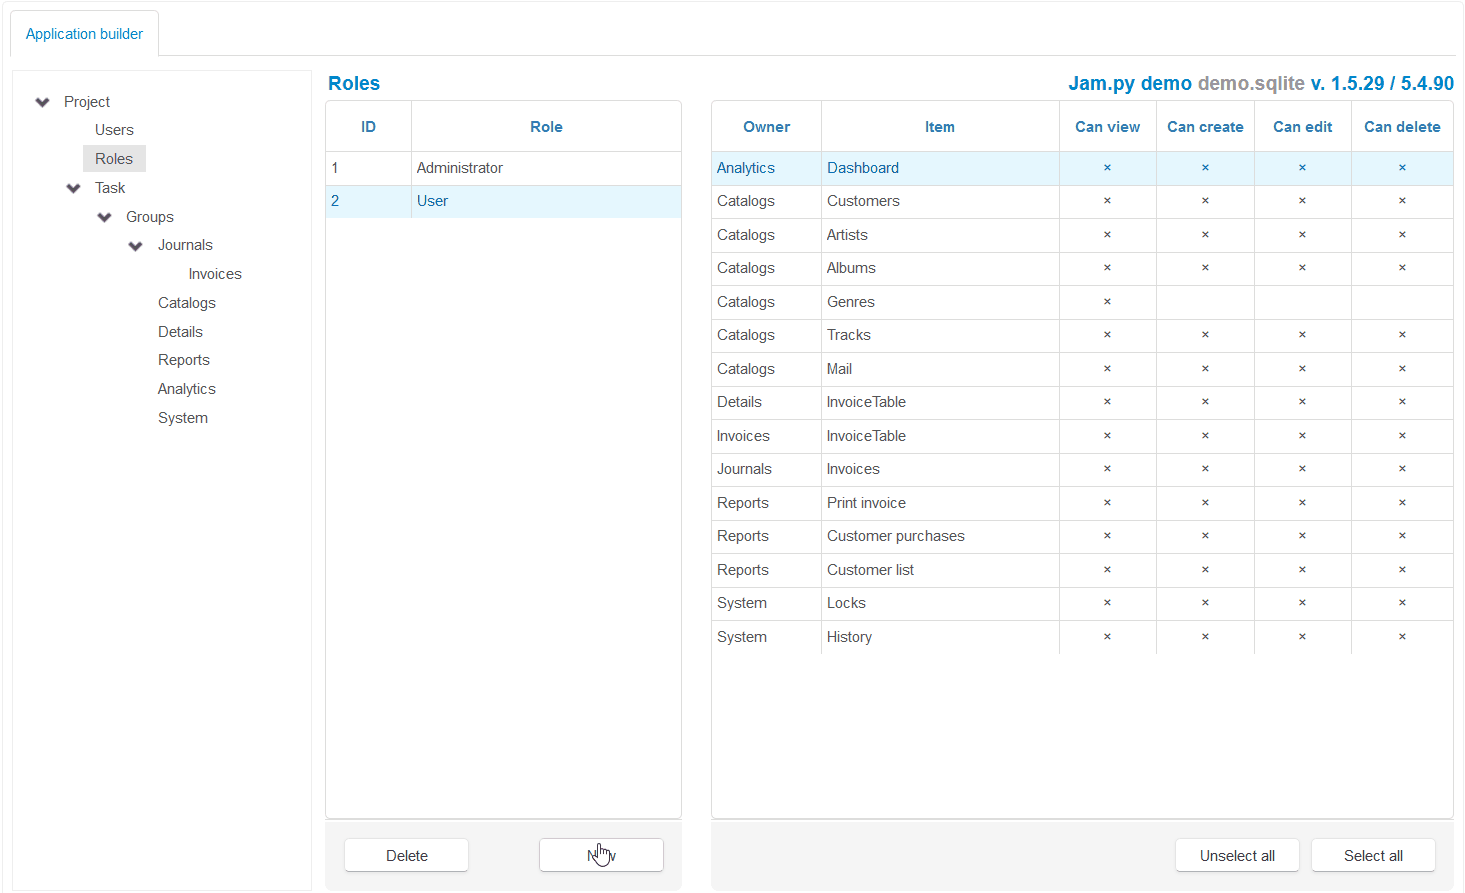 Application builder
Project
Users
Roles
Task
Groups
Journals
Invoices
Catalogs
Details
Reports
Analytics
System
Roles
Jam.py demo demo.sqlite v. 1.5.29 / 5.4.90
ID Role
1 Administrator
2 User
Delete
Owner Item Can view Can create Can edit Can delete
Analytics Dashboard × × × ×
Catalogs Customers × × × ×
Catalogs Artists × × × ×
Catalogs Albums × × × ×
Catalogs Genres ×
Catalogs Tracks × × × ×
Catalogs Mail × × × ×
Details InvoiceTable × × × ×
Invoices InvoiceTable × × × ×
Journals Invoices × × × ×
Reports Print invoice × × × ×
Reports Customer purchases × × × ×
Reports Customer list × × × ×
System Locks × × × ×
System History × × × ×
Unselect all
Select all